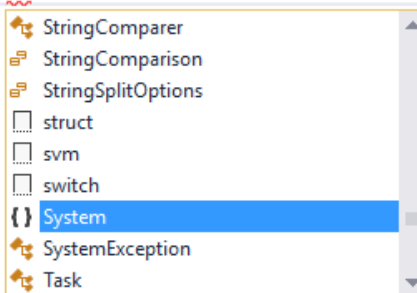 StringComparer
StringComparison
StringSplitOptions
struct
svm
switch
{} System
SystemException
Task